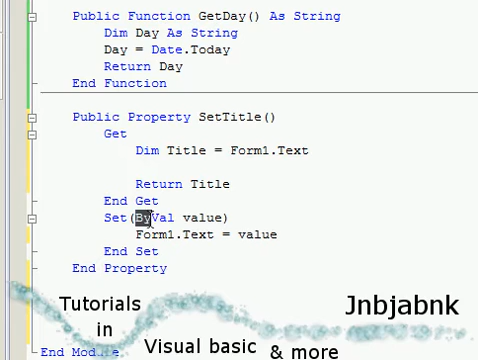 Public Function GetDay() As String
Dim Day As String
Day = Date.Today
Return Day
End Function
Public Property SetTitle()
Get
Dim Title = Form1.Text
Return Title
End Get
Set(ByVal value)
Form1.Text = value
End Set
End Property
Tutorials
in
Visual basic
& more
Jnbjabnk
End Module